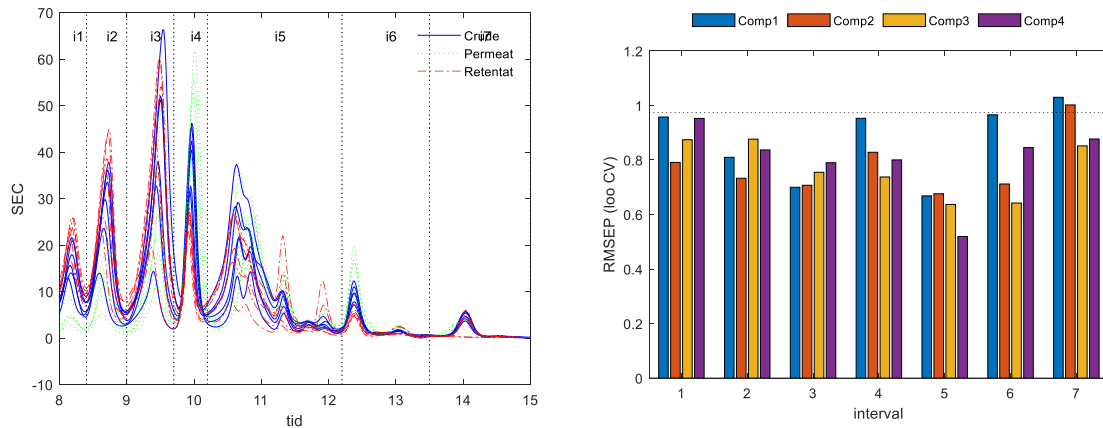 i1 i2 i3 i4 i5 i6 i7
Crude
Permeat
Retentat
60
50
40
30
20
10
0
-10
SEC
8 9 10 11 12 13 14 15
tid
Comp1 Comp2 Comp3 Comp4
1.2
1
0.8
0.6
0.4
0.2
0
RMSEP (loo CV)
1 2 3 4 5 6 7
interval